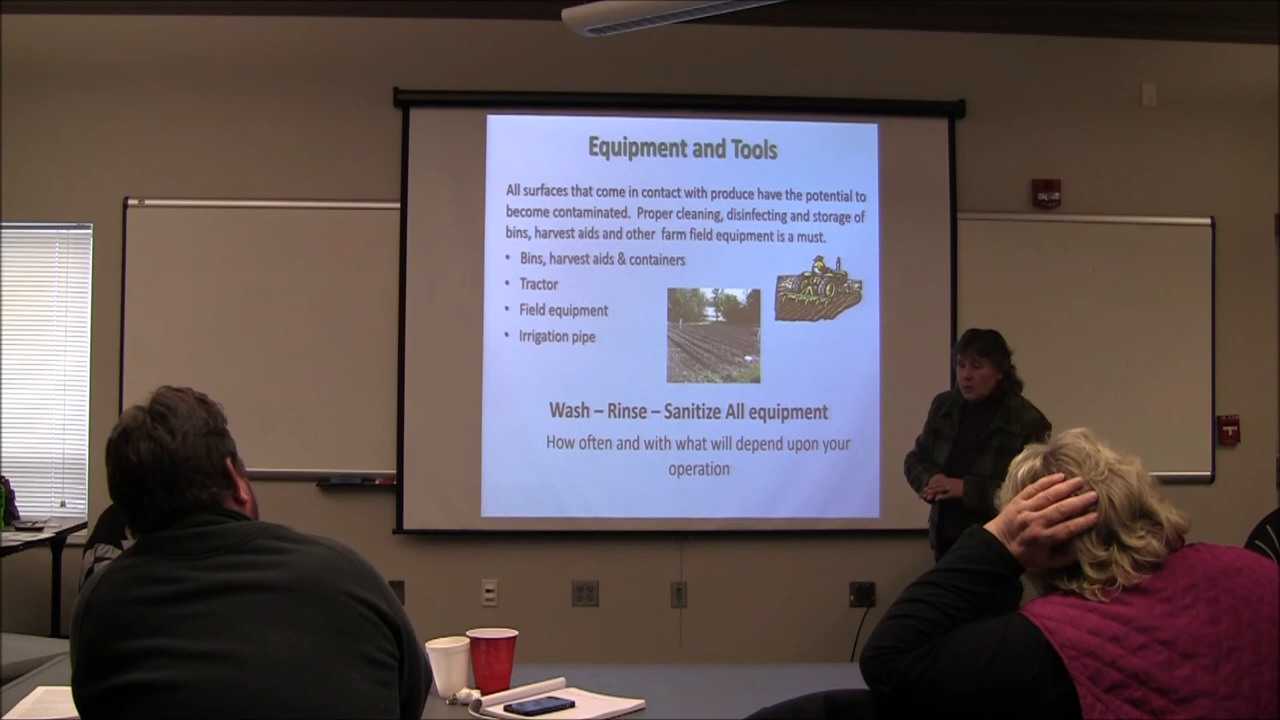 Equipment and Tools
All surfaces that come in contact with produce have the potential to
become contaminated. Proper cleaning, disinfecting and storage of
bins, harvest aids and other farm field equipment is a must.
• Bins, harvest aids & containers
• Tractor
• Field equipment
• Irrigation pipe
Wash – Rinse – Sanitize All equipment
How often and with what will depend upon your
operation